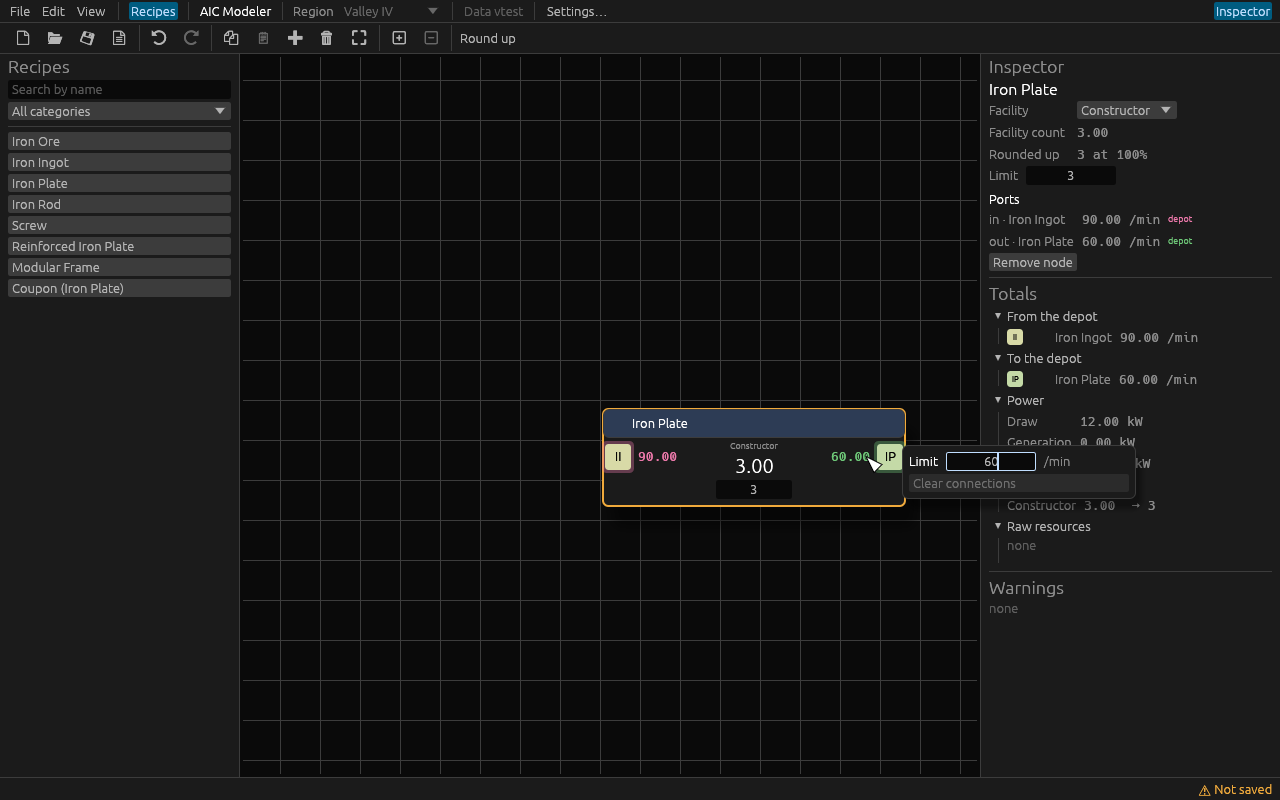 File Edit View Recipes AIC Modeler Region Valley IV Data vtest Settings... Inspector
Round up
Recipes
Search by name
All categories
Iron Ore
Iron Ingot
Iron Plate
Iron Rod
Screw
Reinforced Iron Plate
Modular Frame
Coupon (Iron Plate)
Iron Plate
II 90.00 Constructor 60.00 IP
3.00
3
Limit 60 /min
Clear connections
Inspector
Iron Plate
Facility Constructor
Facility count 3.00
Rounded up 3 at 100%
Limit 3
Ports
in · Iron Ingot 90.00 /min depot
out · Iron Plate 60.00 /min depot
Remove node
Totals
From the depot
II Iron Ingot 90.00 /min
To the depot
IP Iron Plate 60.00 /min
Power
Draw 12.00 kW
Generation 0.00 kW
kW
Constructor 3.00 → 3
Raw resources
none
Warnings
none
⚠ Not saved